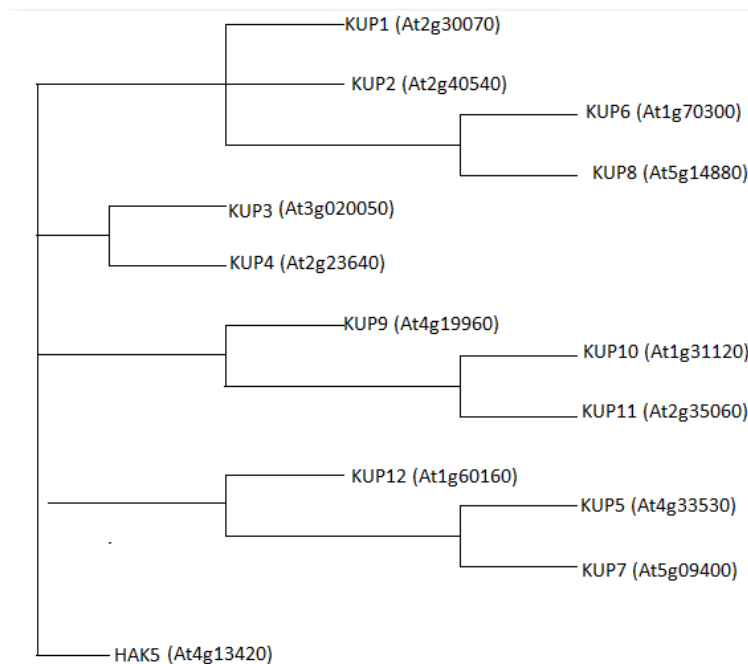 KUP1 (At2g30070)
KUP2 (At2g40540)
KUP6 (At1g70300)
KUP8 (At5g14880)
KUP3 (At3g020050)
KUP4 (At2g23640)
KUP9 (At4g19960)
KUP10 (At1g31120)
KUP11 (At2g35060)
KUP12 (At1g60160)
KUP5 (At4g33530)
KUP7 (At5g09400)
HAK5 (At4g13420)